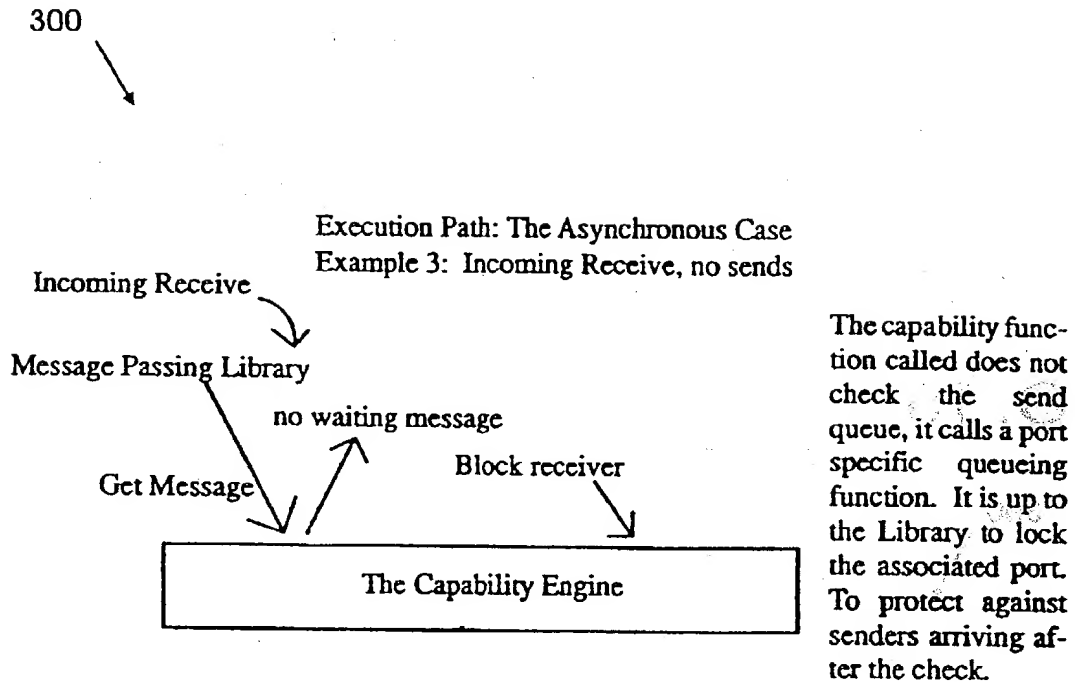 300
Execution Path: The Asynchronous Case
Example 3: Incoming Receive, no sends
Incoming Receive
Message Passing Library
no waiting message
Get Message
Block receiver
The Capability Engine
The capability func-
tion called does not
check the send
queue, it calls a port
specific queueing
function. It is up to
the Library to lock
the associated port.
To protect against
senders arriving af-
ter the check.